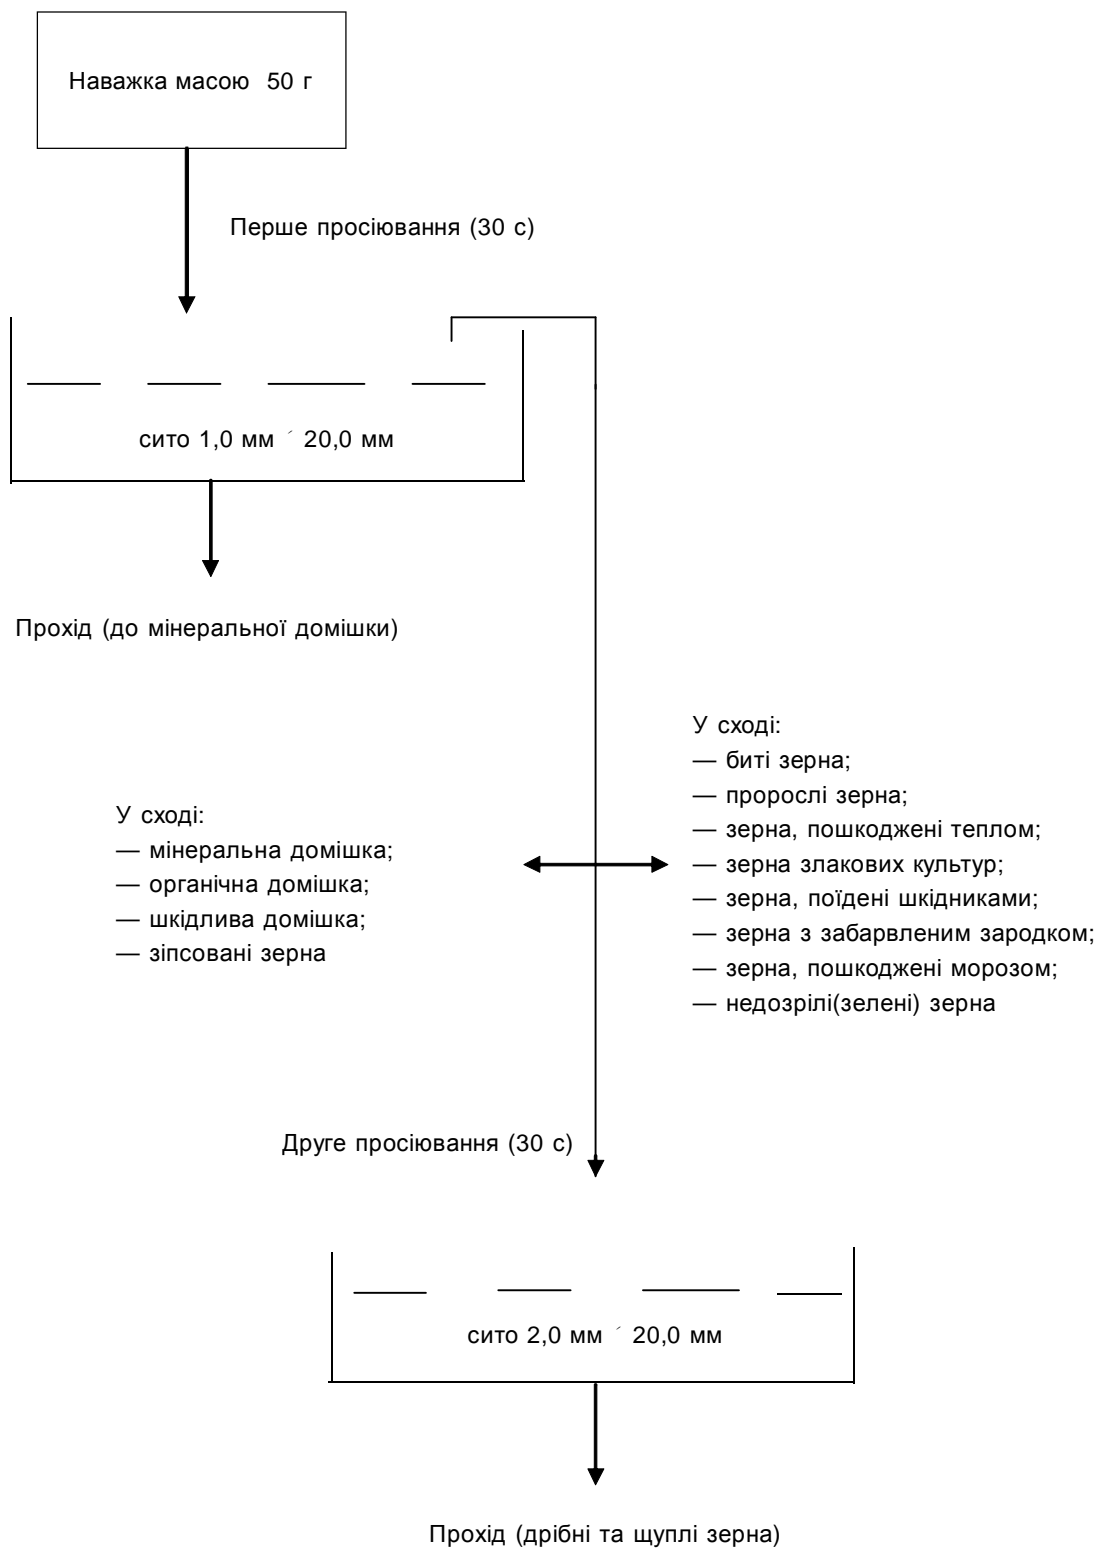 Наважка масою 50 г
Перше просіювання (30 с)
сито 1,0 мм ´ 20,0 мм
Прохід (до мінеральної домішки)
У сході:
— мінеральна домішка;
— органічна домішка;
— шкідлива домішка;
— зіпсовані зерна
У сході:
— биті зерна;
— пророслі зерна;
— зерна, пошкоджені теплом;
— зерна злакових культур;
— зерна, поїдені шкідниками;
— зерна з забарвленим зародком;
— зерна, пошкоджені морозом;
— недозрілі(зелені) зерна
Друге просіювання (30 с)
сито 2,0 мм ´ 20,0 мм
Прохід (дрібні та щуплі зерна)